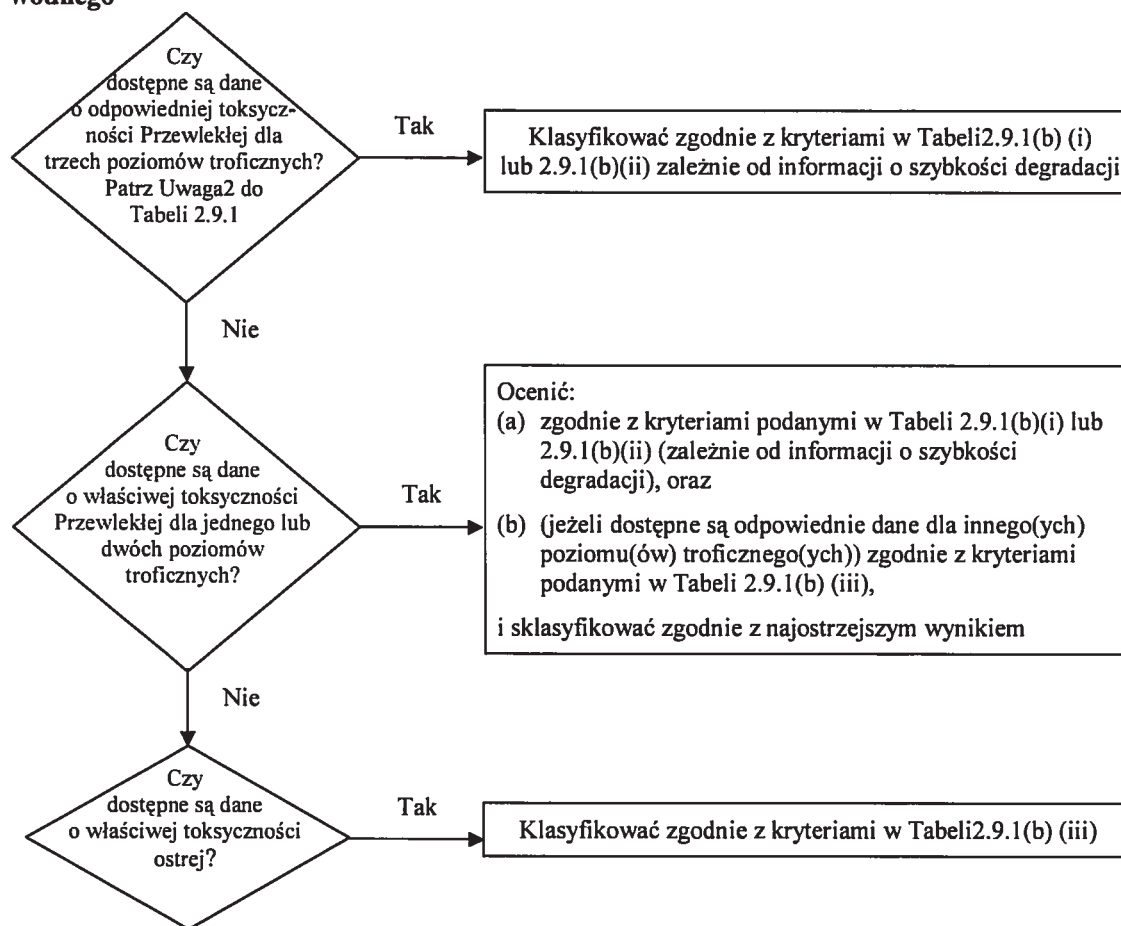 wodnego
Czy
dostępne są dane
o odpowiedniej toksycz-
ności Przewlekłej dla
trzech poziomów troficznych?
Patrz Uwaga2 do
Tabeli 2.9.1
Tak
Klasyfikować zgodnie z kryteriami w Tabeli2.9.1(b) (i)
lub 2.9.1(b)(ii) zależnie od informacji o szybkości degradacji
Nie
Czy
dostępne są dane
o właściwej toksyczności
Przewlekłej dla jednego lub
dwóch poziomów
troficznych?
Tak
Ocenić:
(a) zgodnie z kryteriami podanymi w Tabeli 2.9.1(b)(i) lub
2.9.1(b)(ii) (zależnie od informacji o szybkości
degradacji), oraz
(b) (jeżeli dostępne są odpowiednie dane dla innego(ych)
poziomu(ów) troficznego(ych)) zgodnie z kryteriami
podanymi w Tabeli 2.9.1(b) (iii),
i sklasyfikować zgodnie z najostrzejszym wynikiem
Nie
Czy
dostępne są dane
o właściwej toksyczności
ostrej?
Tak
Klasyfikować zgodnie z kryteriami w Tabeli2.9.1(b) (iii)